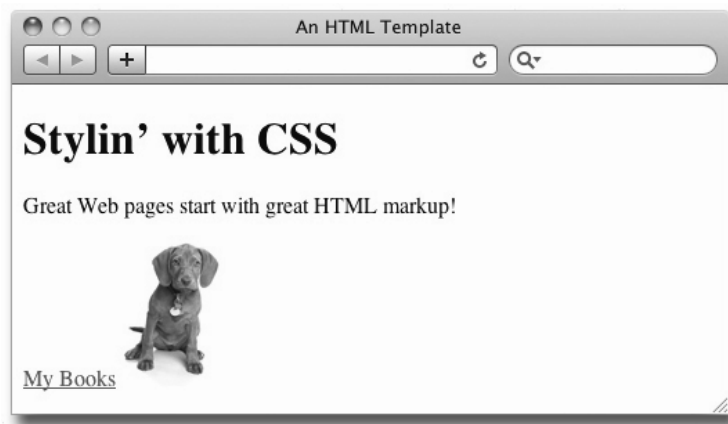 An HTML Template
Stylin’ with CSS
Great Web pages start with great HTML markup!
My Books